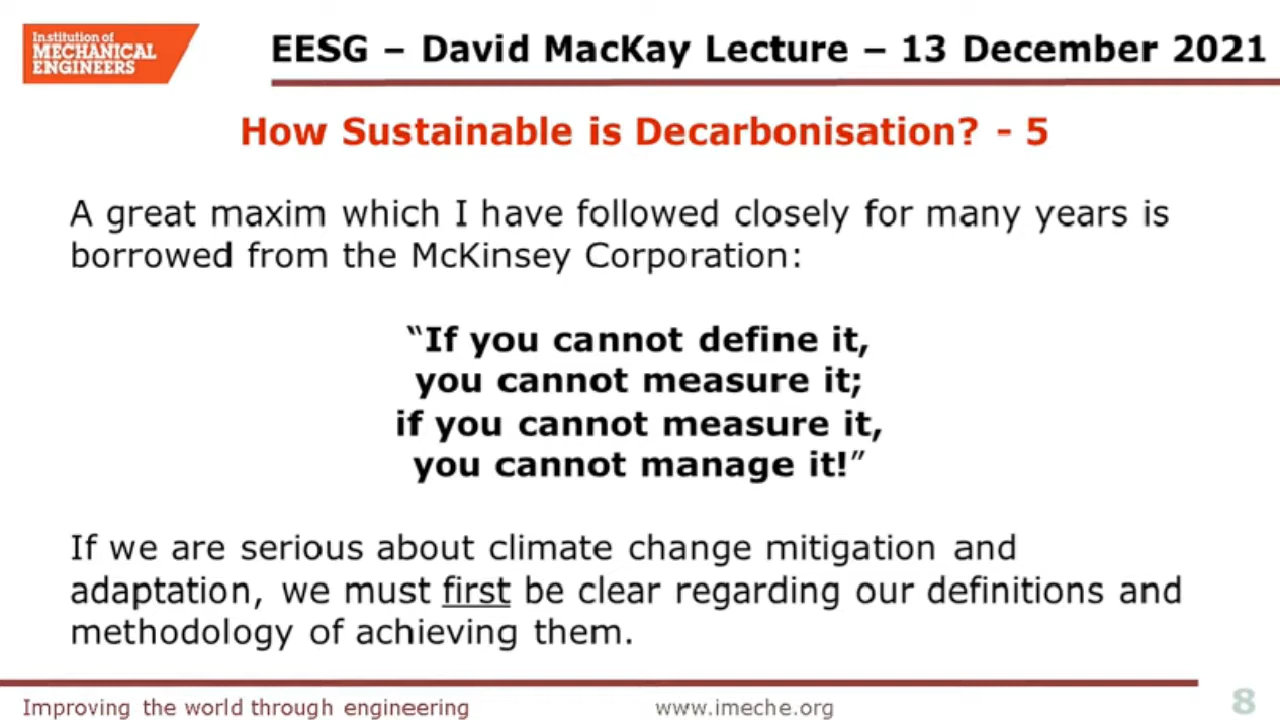 Institution of
MECHANICAL
ENGINEERS
EESG – David MacKay Lecture – 13 December 2021
How Sustainable is Decarbonisation? - 5
A great maxim which I have followed closely for many years is
borrowed from the McKinsey Corporation:
“If you cannot define it,
you cannot measure it;
if you cannot measure it,
you cannot manage it!”
If we are serious about climate change mitigation and
adaptation, we must first be clear regarding our definitions and
methodology of achieving them.
Improving the world through engineering
www.imeche.org
8